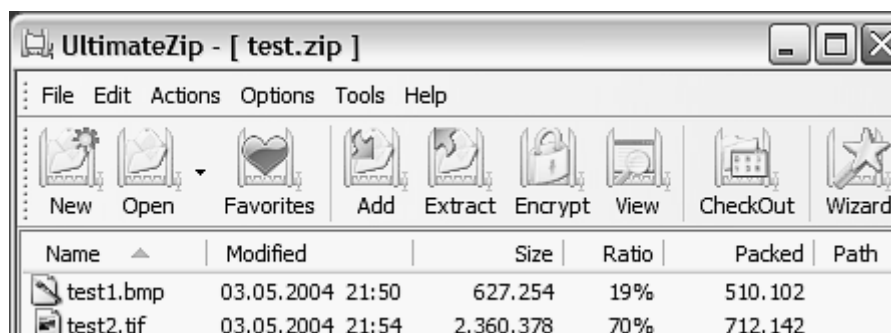 UltimateZip - [ test.zip ]
File Edit Actions Options Tools Help
New Open Favorites Add Extract Encrypt View CheckOut Wizard
Name Modified Size Ratio Packed Path
test1.bmp 03.05.2004 21:50 627.254 19% 510.102
test2.tif 03.05.2004 21:54 2.360.378 70% 712.142